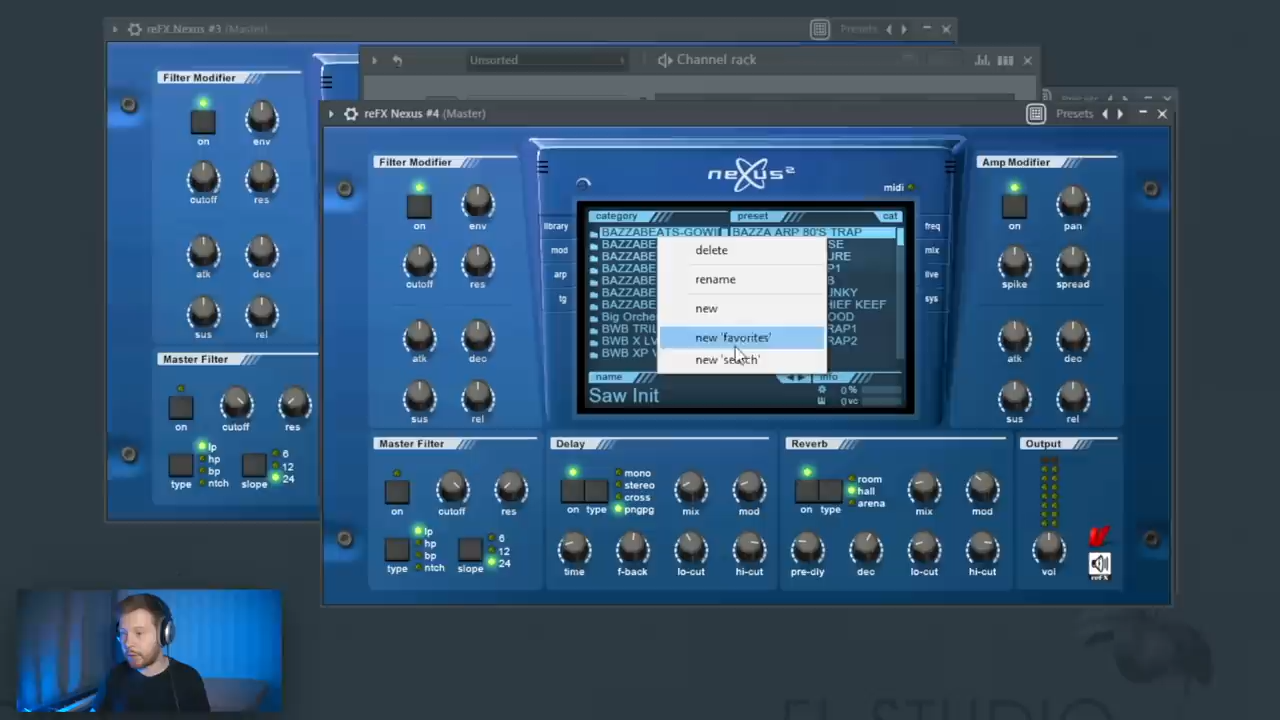 reFX Nexus #3 (Master)
Presets
Filter Modifier
on
env
cutoff
res
atk
dec
sus
rel
Master Filter
on
cutoff
res
lp
hp
bp
ntch
type
slope
6
12
24
Unsorted
Channel rack
reFX Nexus #4 (Master)
Presets
Filter Modifier
on
env
cutoff
res
atk
dec
sus
rel
nexus²
midi
library
mod
arp
tg
freq
mix
live
sys
category
preset
cat
BAZZABEATS-GOWI
BAZZA ARP 80'S TRAP
BAZZABE
SE
BAZZABE
URE
BAZZABE
P1
BAZZABE
B
BAZZABE
UNKY
BAZZABE
HIEF KEEF
Big Orche
OOD
BWB TRIL
RAP1
BWB X LV
RAP2
BWB XP V
delete
rename
new
new 'favorites'
new 'search'
name
info
Saw Init
0 %
0vc
Amp Modifier
on
pan
spike
spread
atk
dec
sus
rel
Master Filter
on
cutoff
res
lp
hp
bp
ntch
type
slope
6
12
24
Delay
on
type
mono
stereo
cross
pngpg
mix
mod
time
f-back
lo-cut
hi-cut
Reverb
on
type
room
hall
arena
mix
mod
pre-dly
dec
lo-cut
hi-cut
Output
vol
reFX
FL STUDIO